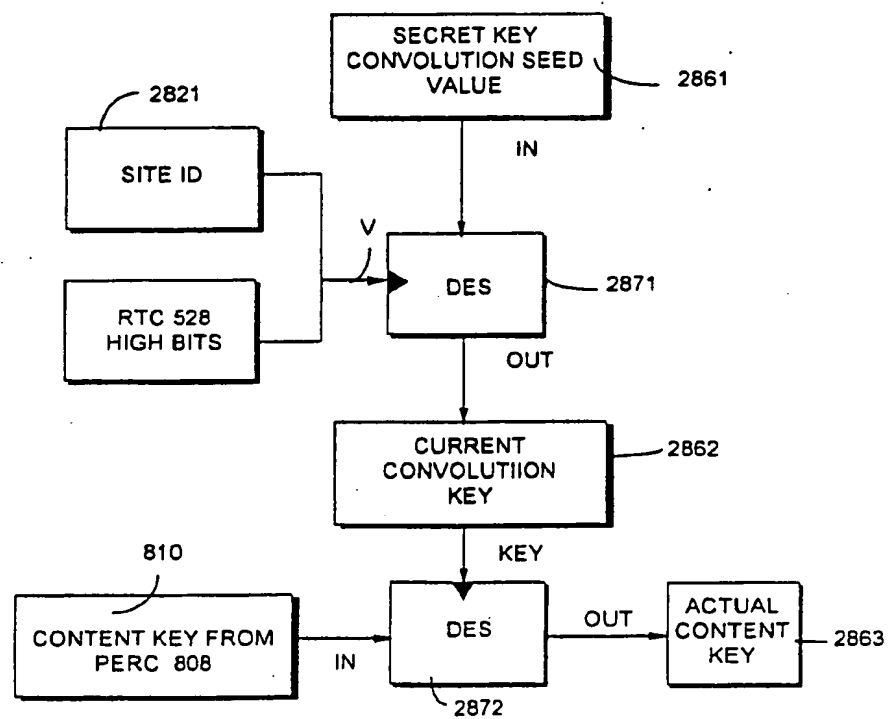 SECRET KEY
CONVOLUTION SEED
VALUE
2861
2821
IN
SITE ID
V
DES
2871
RTC 528
HIGH BITS
OUT
CURRENT
CONVOLUTIION
KEY
2862
KEY
810
CONTENT KEY FROM
PERC 808
IN
DES
OUT
ACTUAL
CONTENT
KEY
2863
2872